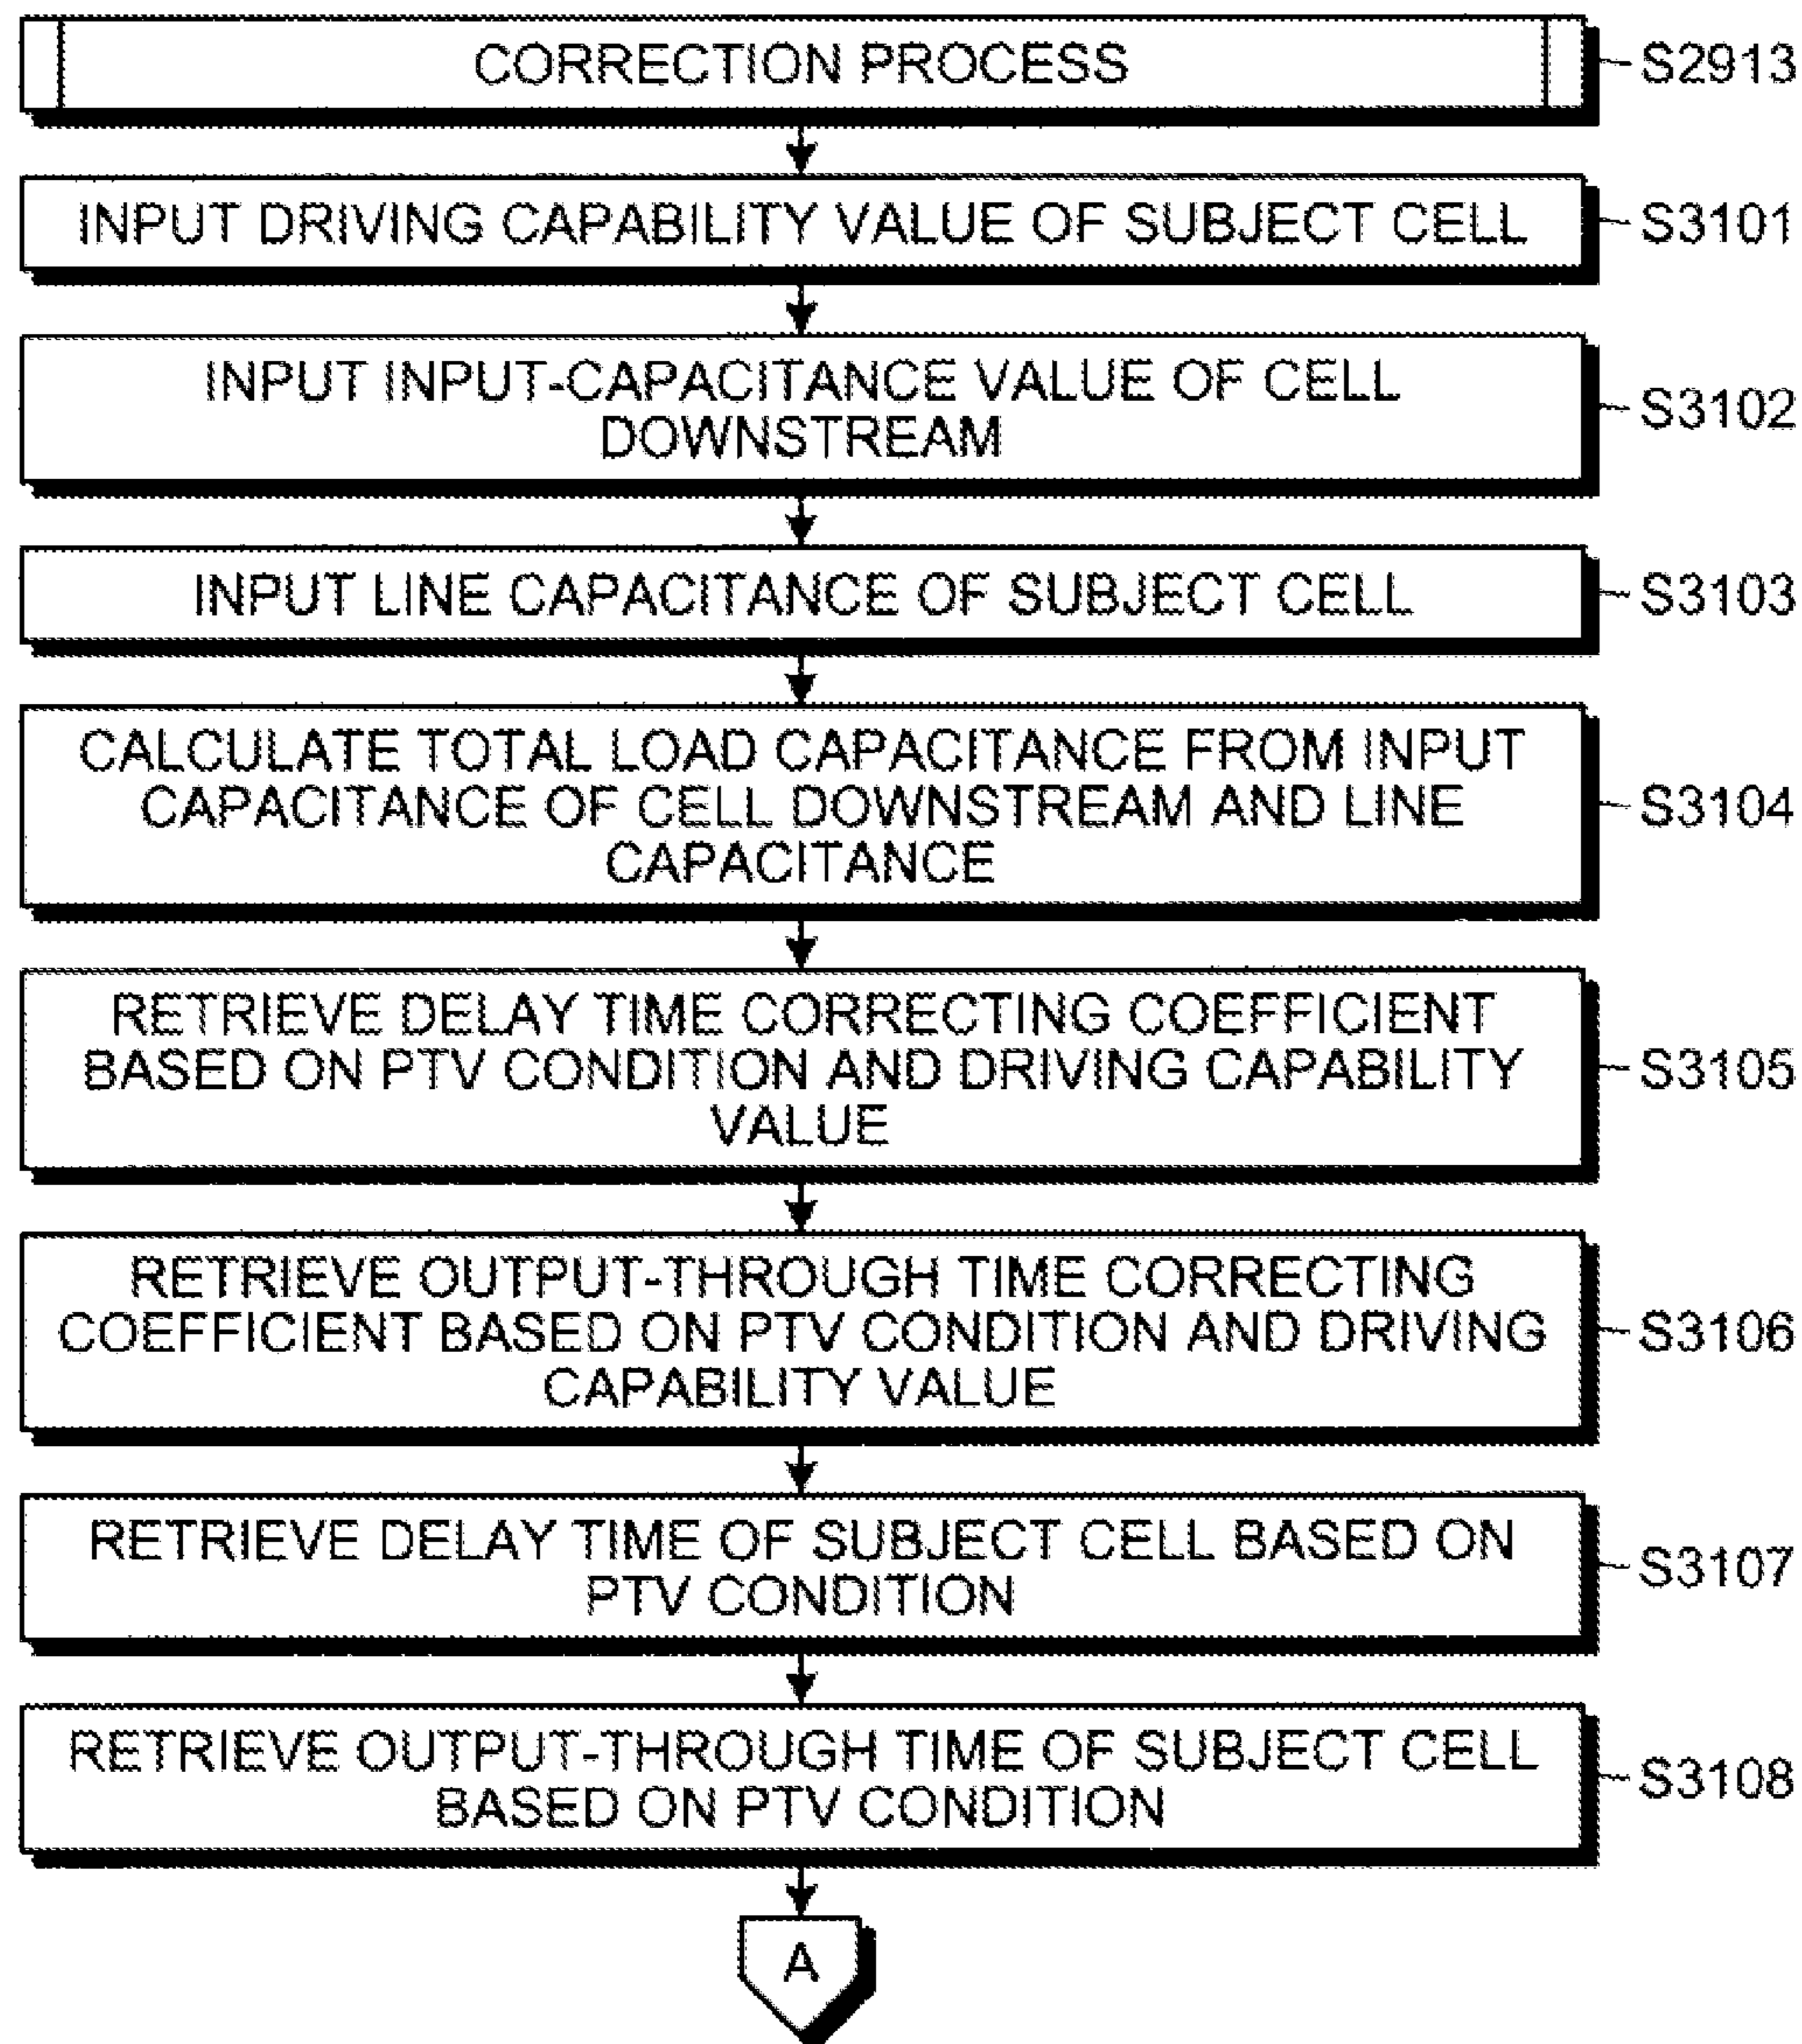 CORRECTION PROCESS
S2913
INPUT DRIVING CAPABILITY VALUE OF SUBJECT CELL
S3101
INPUT INPUT-CAPACITANCE VALUE OF CELL
DOWNSTREAM
S3102
INPUT LINE CAPACITANCE OF SUBJECT CELL
S3103
CALCULATE TOTAL LOAD CAPACITANCE FROM INPUT
CAPACITANCE OF CELL DOWNSTREAM AND LINE
CAPACITANCE
S3104
RETRIEVE DELAY TIME CORRECTING COEFFICIENT
BASED ON PTV CONDITION AND DRIVING CAPABILITY
VALUE
S3105
RETRIEVE OUTPUT-THROUGH TIME CORRECTING
COEFFICIENT BASED ON PTV CONDITION AND DRIVING
CAPABILITY VALUE
S3106
RETRIEVE DELAY TIME OF SUBJECT CELL BASED ON
PTV CONDITION
S3107
RETRIEVE OUTPUT-THROUGH TIME OF SUBJECT CELL
BASED ON PTV CONDITION
S3108
A